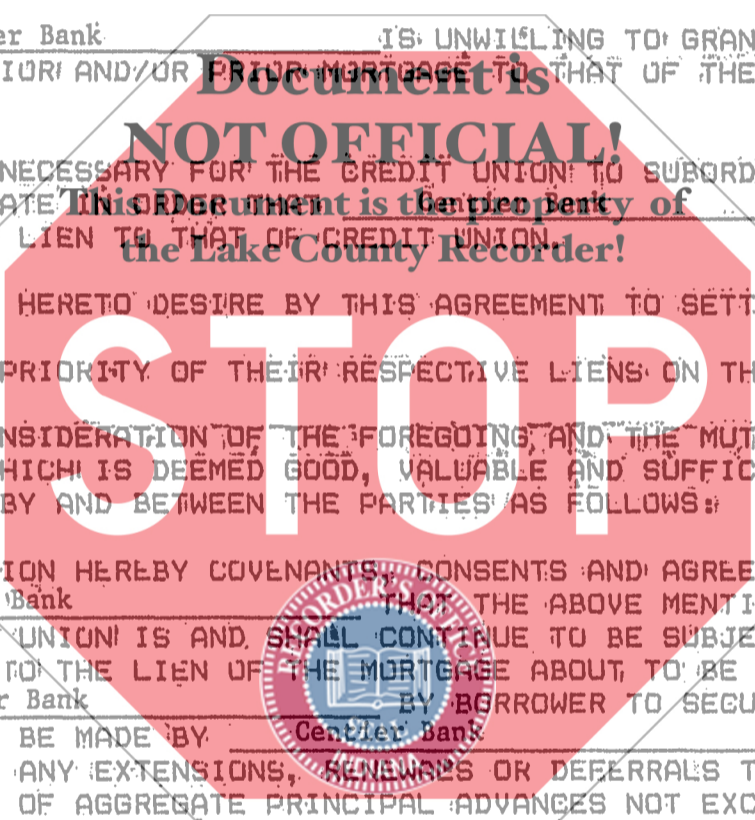 er Bank IS UNWILLING TO GRAN
IOR AND/OR PRIOR MORTGAGE TO THAT OF THE
Document is
NOT OFFICIAL!
NECESSARY FOR THE CREDIT UNION TO SUBORD
ATE IN ORDER THAT Centier Bank
This Document is the property of
LIEN TO THAT OF CREDIT UNION.
the Lake County Recorder!
HERETO DESIRE BY THIS AGREEMENT TO SETT
STOP
PRIORITY OF THEIR RESPECTIVE LIENS ON TH
NSIDERATION OF THE FOREGOING AND THE MUT
HICH IS DEEMED GOOD, VALUABLE AND SUFFIC
BY AND BETWEEN THE PARTIES AS FOLLOWS:
ION HEREBY COVENANTS, CONSENTS AND AGREE
Bank THAT THE ABOVE MENTI
UNION IS AND SHALL CONTINUE TO BE SUBJE
TO THE LIEN OF THE MORTGAGE ABOUT TO BE
r Bank BY BORROWER TO SECU
BE MADE BY Centier Bank
ANY EXTENSIONS, RENEWALS OR DEFERRALS T
OF AGGREGATE PRINCIPAL ADVANCES NOT EXC
RECORDER'S OFFICE
INDIANA